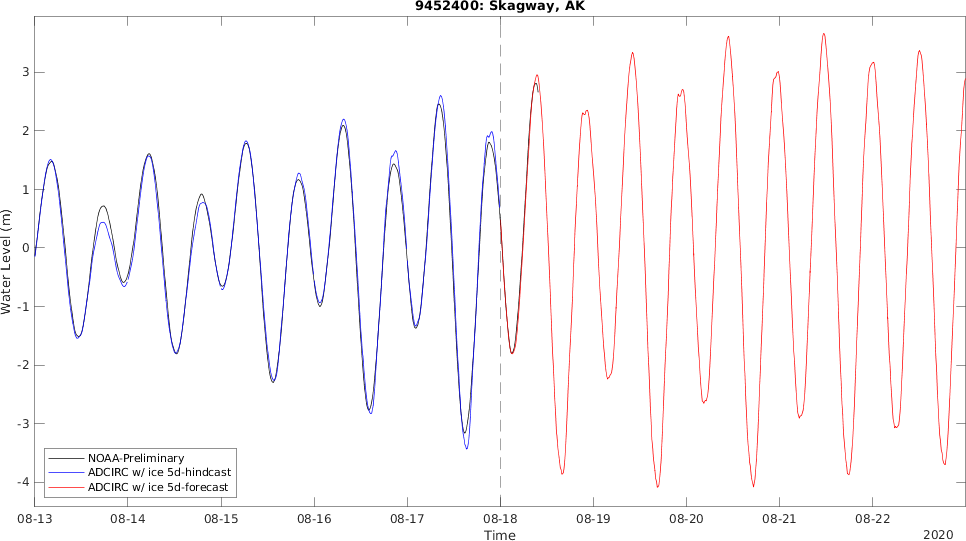 9452400: Skagway, AK
Water Level (m)
3
2
1
0
-1
-2
-3
-4
NOAA-Preliminary
ADCIRC w/ ice 5d-hindcast
ADCIRC w/ ice 5d-forecast
08-13 08-14 08-15 08-16 08-17 08-18 08-19 08-20 08-21 08-22
Time
2020